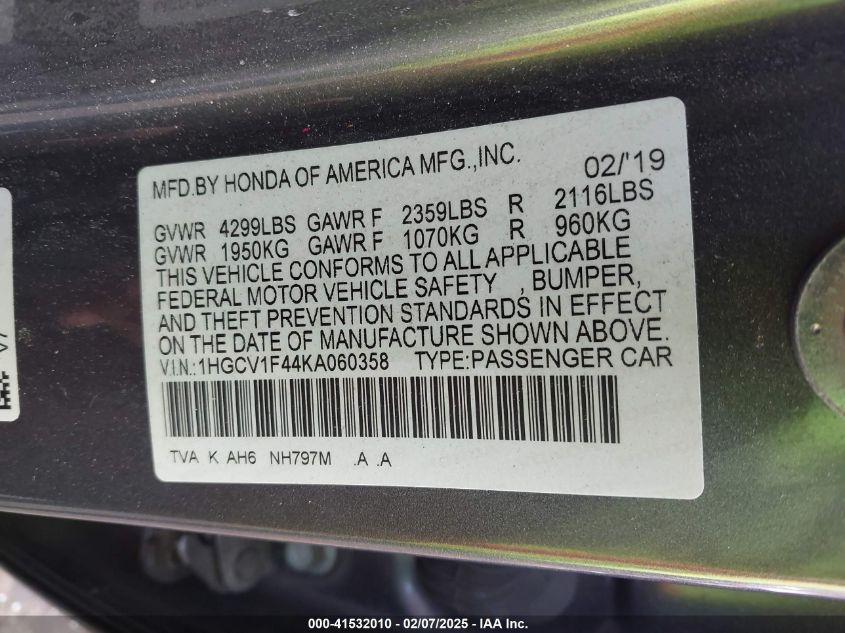 MFD.BY HONDA OF AMERICA MFG.,INC. 02/'19
GVWR 4299LBS GAWR F 2359LBS R 2116LBS
GVWR 1950KG GAWR F 1070KG R 960KG
THIS VEHICLE CONFORMS TO ALL APPLICABLE
FEDERAL MOTOR VEHICLE SAFETY , BUMPER,
AND THEFT PREVENTION STANDARDS IN EFFECT
ON THE DATE OF MANUFACTURE SHOWN ABOVE.
V.I.N.:1HGCV1F44KA060358 TYPE:PASSENGER CAR
TVA K AH6 NH797M .A .A
000-41532010 - 02/07/2025 - IAA Inc.